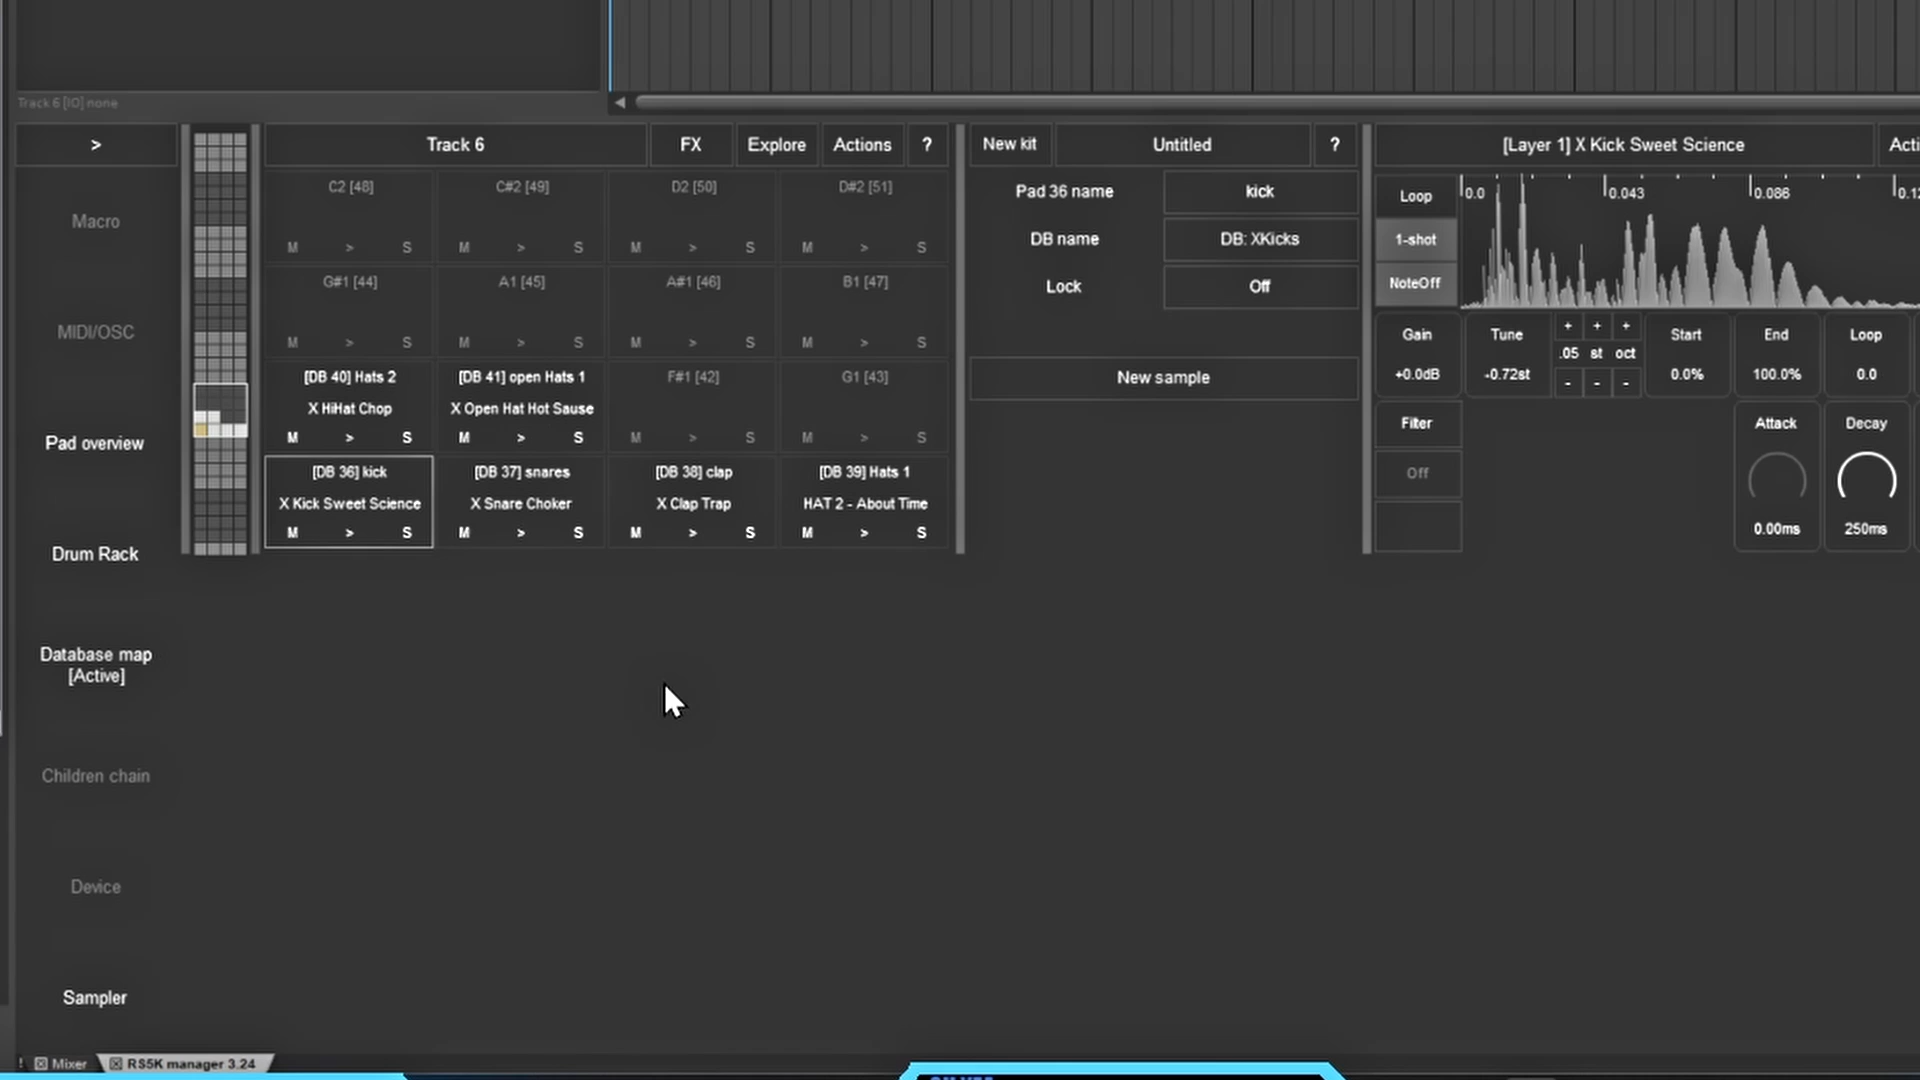 Track 6 [IO] none
>
Track 6
FX
Explore
Actions
?
New kit
Untitled
?
[Layer 1] X Kick Sweet Science
Macro
MIDI/OSC
Pad overview
Drum Rack
Database map
[Active]
Children chain
Device
Sampler
C2 [48]
C#2 [49]
D2 [50]
D#2 [51]
M > S
M > S
M > S
M > S
G#1 [44]
A1 [45]
A#1 [46]
B1 [47]
M > S
M > S
M > S
M > S
[DB 40] Hats 2
X HiHat Chop
M > S
[DB 41] open Hats 1
X Open Hat Hot Sause
M > S
F#1 [42]
M > S
G1 [43]
M > S
[DB 36] kick
X Kick Sweet Science
M > S
[DB 37] snares
X Snare Choker
M > S
[DB 38] clap
X Clap Trap
M > S
[DB 39] Hats 1
HAT 2 - About Time
M > S
Pad 36 name
kick
DB name
DB: XKicks
Lock
Off
New sample
Loop
1-shot
NoteOff
0.0
0.043
0.086
Gain
+0.0dB
Tune
-0.72st
+ + +
.05 st oct
- - -
Start
0.0%
End
100.0%
Loop
0.0
Filter
Off
Attack
0.00ms
Decay
250ms
! Mixer
RS5K manager 3.24